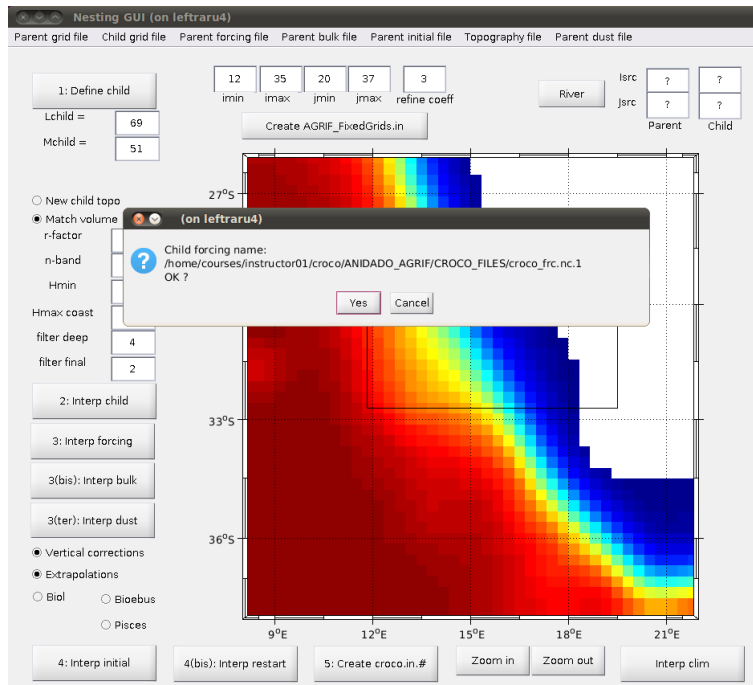 Nesting GUI (on leftraru4)
Parent grid file Child grid file Parent forcing file Parent bulk file Parent initial file Topography file Parent dust file
1: Define child
12 35 20 37 3
imin imax jmin jmax refine coeff
River
Isrc ? ?
Jsrc ? ?
Parent Child
Lchild = 69
Mchild = 51
Create AGRIF_FixedGrids.in
New child topo
Match volume
r-factor
n-band
Hmin
Hmax coast
filter deep 4
filter final 2
27°S
(on leftraru4)
Child forcing name:
/home/courses/instructor01/croco/ANIDADO_AGRIF/CROCO_FILES/croco_frc.nc.1
OK ?
Yes Cancel
33°S
36°S
9°E 12°E 15°E 18°E 21°E
2: Interp child
3: Interp forcing
3(bis): Interp bulk
3(ter): Interp dust
Vertical corrections
Extrapolations
Biol Bioebus
Pisces
4: Interp initial 4(bis): Interp restart 5: Create croco.in.# Zoom in Zoom out Interp clim